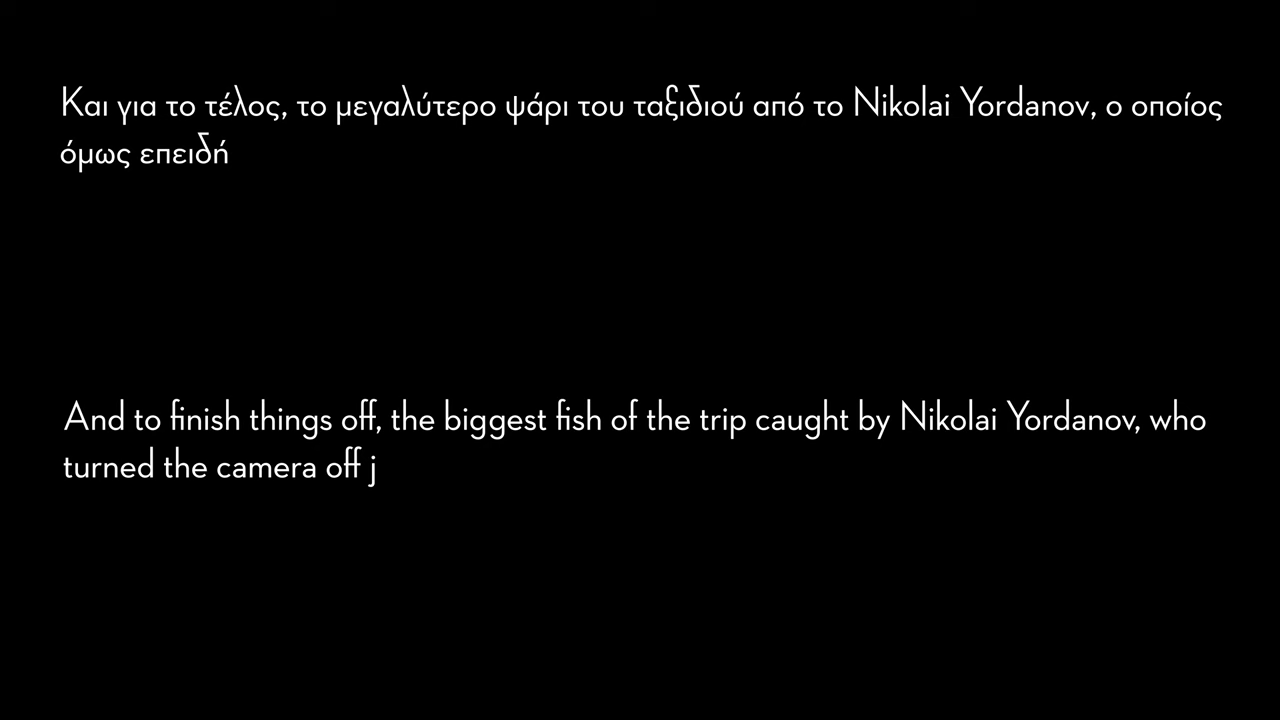 Και για το τέλος, το μεγαλύτερο ψάρι του ταξιδιού από το Nikolai Yordanov, ο οποίος
όμως επειδή
And to finish things off, the biggest fish of the trip caught by Nikolai Yordanov, who
turned the camera off j